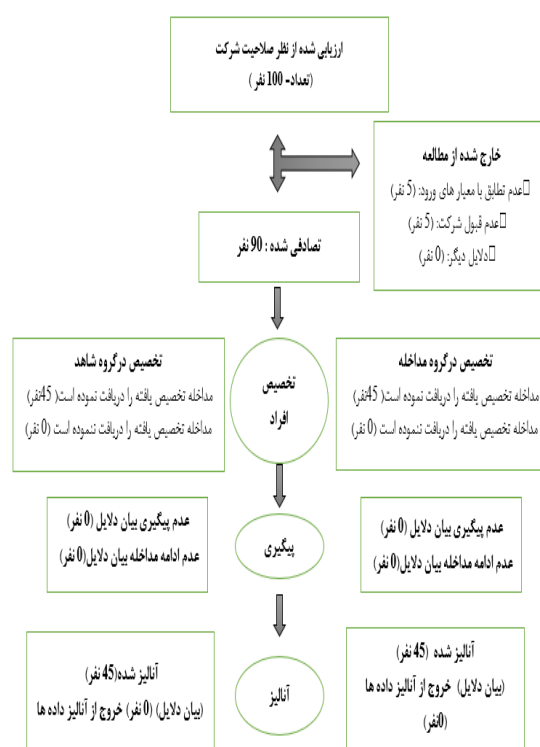 ارزیابی شده از نظر صلاحیت شرکت
(تعداد- 100 نفر )
خارج شده از مطالعه
عدم تطابق با معیار های ورود: (5 نفر)
عدم قبول شرکت: (5 نفر)
دلایل دیگر: (0 نفر)
تصادفی شده : 90 نفر
تخصیص درگروه مداخله
مداخله تخصیص یافته را دریافت نموده است( 45نفر)
مداخله تخصیص یافته را دریافت ننموده است (0 نفر)
تخصیص
افراد
تخصیص درگروه شاهد
مداخله تخصیص یافته را دریافت نموده است( 45نفر)
مداخله تخصیص یافته را دریافت ننموده است (0 نفر)
عدم پیگیری بیان دلایل (0 نفر)
عدم ادامه مداخله بیان دلایل(0 نفر)
پیگیری
عدم پیگیری بیان دلایل (0 نفر)
عدم ادامه مداخله بیان دلایل(0 نفر)
آنالیز شده (45 نفر)
(بیان دلایل) خروج از آنالیز داده ها
(0نفر)
آنالیز
آنالیز شده(45 نفر)
(بیان دلایل) (0 نفر) خروج از آنالیز داده ها